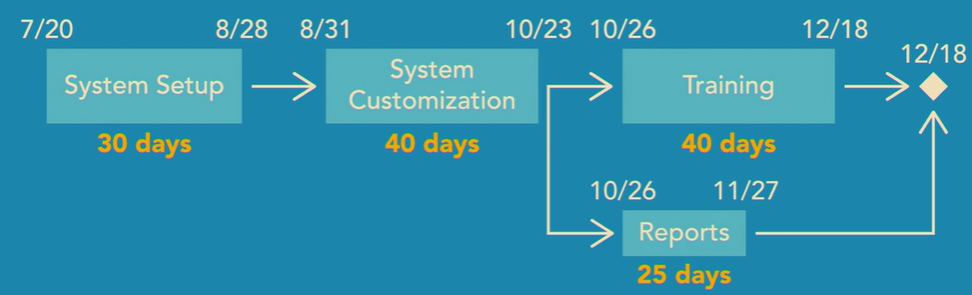 7/20
8/28
8/31
10/23
10/26
12/18
12/18
System Setup
System
Customization
Training
30 days
40 days
40 days
10/26
11/27
Reports
25 days